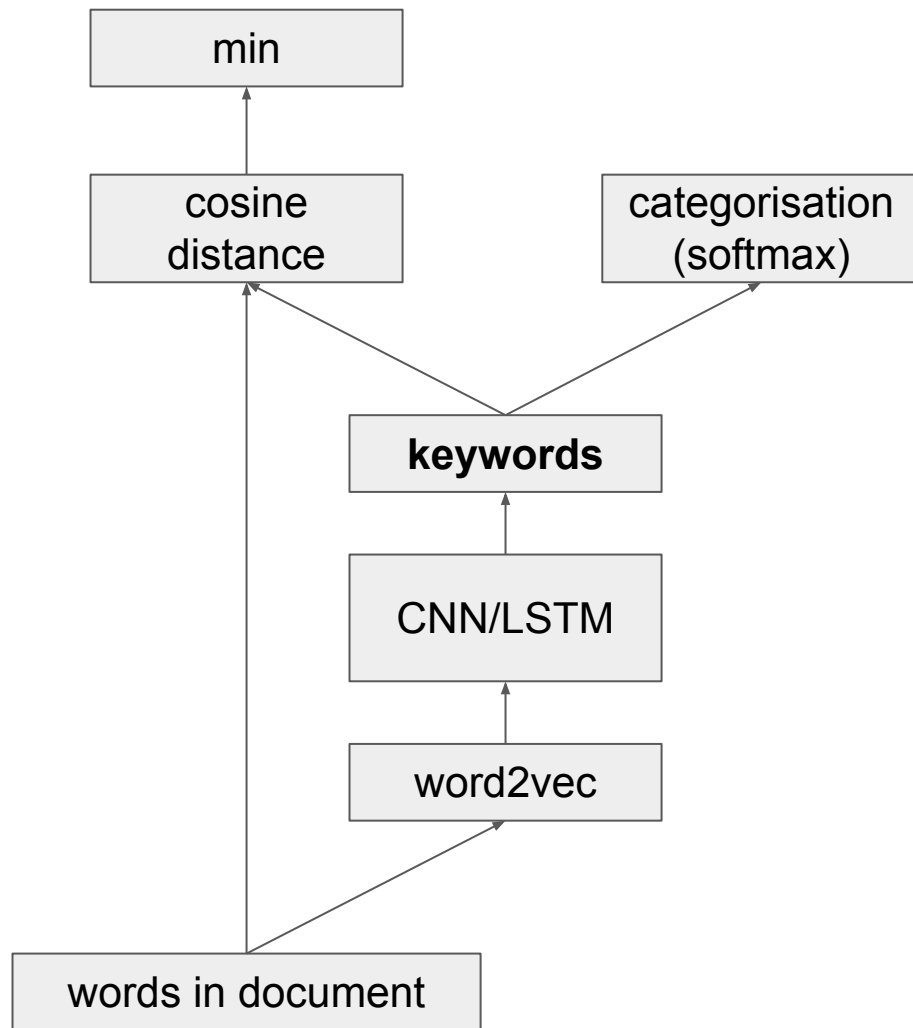 min
cosine
distance
categorisation
(softmax)
keywords
CNN/LSTM
word2vec
words in document